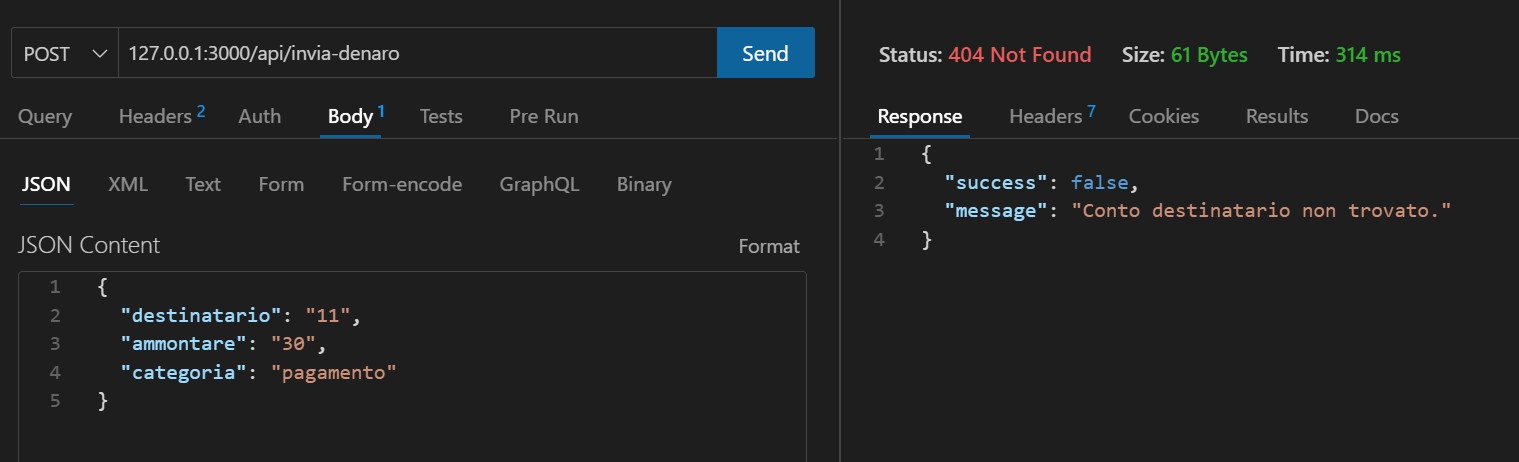 POST 127.0.0.1:3000/api/invia-denaro Send
Query Headers 2 Auth Body 1 Tests Pre Run
JSON XML Text Form Form-encode GraphQL Binary
JSON Content Format
1 {
2 "destinatario": "11",
3 "ammontare": "30",
4 "categoria": "pagamento"
5 }
Status: 404 Not Found Size: 61 Bytes Time: 314 ms
Response Headers 7 Cookies Results Docs
1 {
2 "success": false,
3 "message": "Conto destinatario non trovato."
4 }